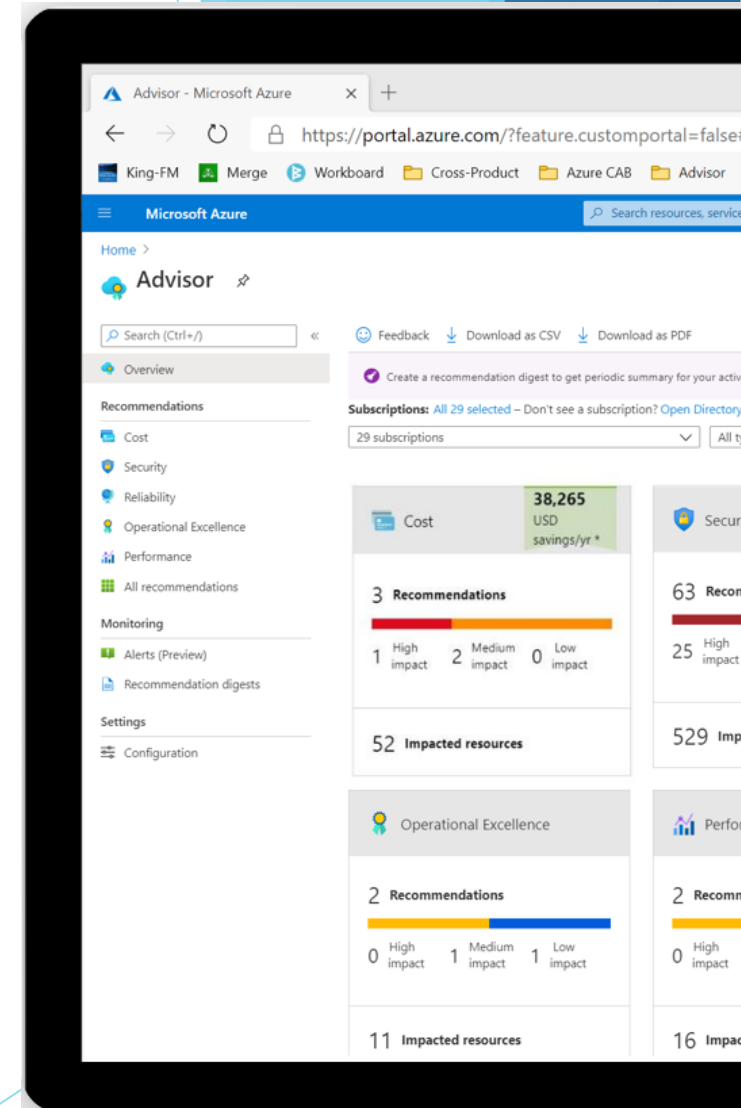 Advisor - Microsoft Azure
https://portal.azure.com/?feature.customportal=false
King-FM Merge Workboard Cross-Product Azure CAB Advisor
Microsoft Azure
Search resources, service
Home >
Advisor
Search (Ctrl+/)
«
Feedback Download as CSV Download as PDF
Overview
Create a recommendation digest to get periodic summary for your activ
Recommendations
Subscriptions: All 29 selected – Don't see a subscription? Open Directory
Cost
29 subscriptions
All ty
Security
Reliability
Operational Excellence
Performance
All recommendations
Monitoring
Alerts (Preview)
Recommendation digests
Settings
Configuration
Cost
38,265
USD
savings/yr *
3 Recommendations
1 High impact 2 Medium impact 0 Low impact
52 Impacted resources
Secur
63 Recom
25 High impact
529 Imp
Operational Excellence
2 Recommendations
0 High impact 1 Medium impact 1 Low impact
11 Impacted resources
Perfor
2 Recomm
0 High impact
16 Impac